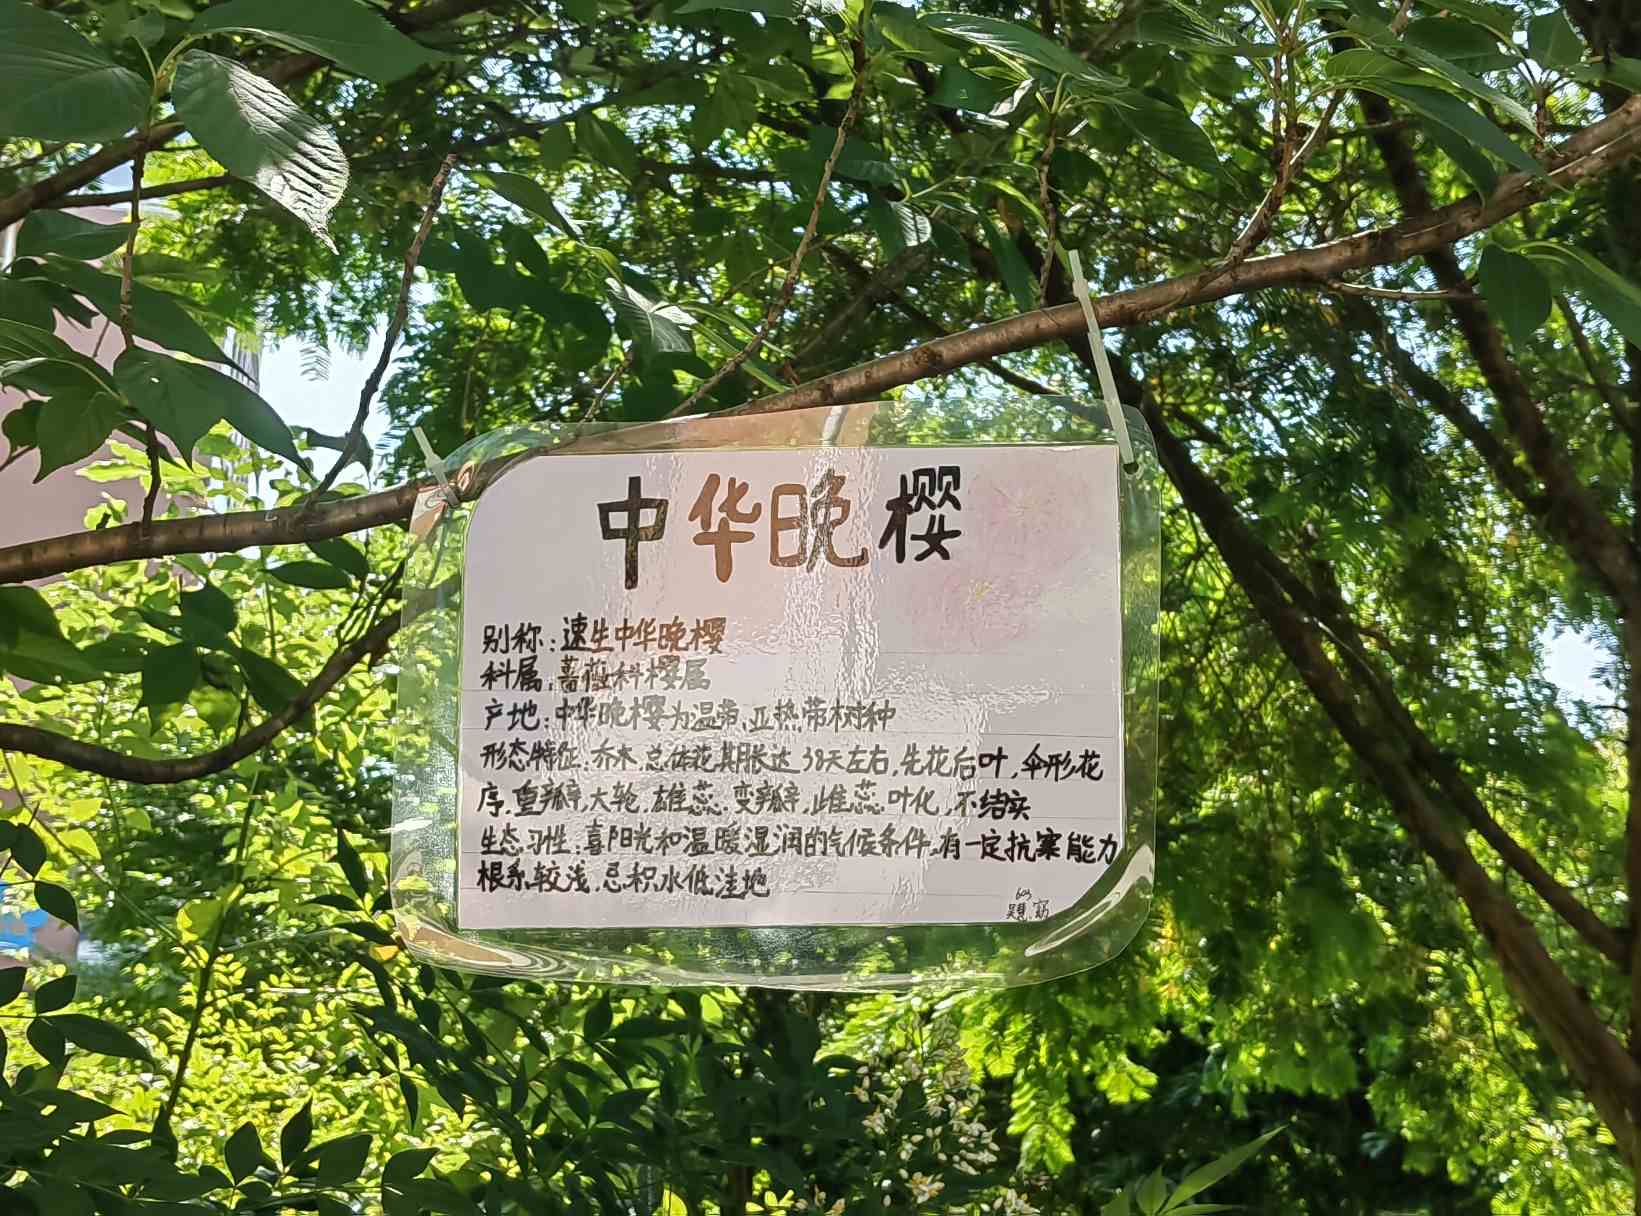 中华晚樱
别称:速生中华晚樱
科属:蔷薇科樱属
产地:中华晚樱为温带、亚热带树种
形态特征:乔木,总体花期长达38天左右,先花后叶,伞形花
序,重瓣,大轮,雄蕊,变瓣,雌蕊叶化,不结实
生态习性:喜阳光和温暖湿润的气候条件,有一定抗寒能力
根系较浅,忌积水低洼地
603